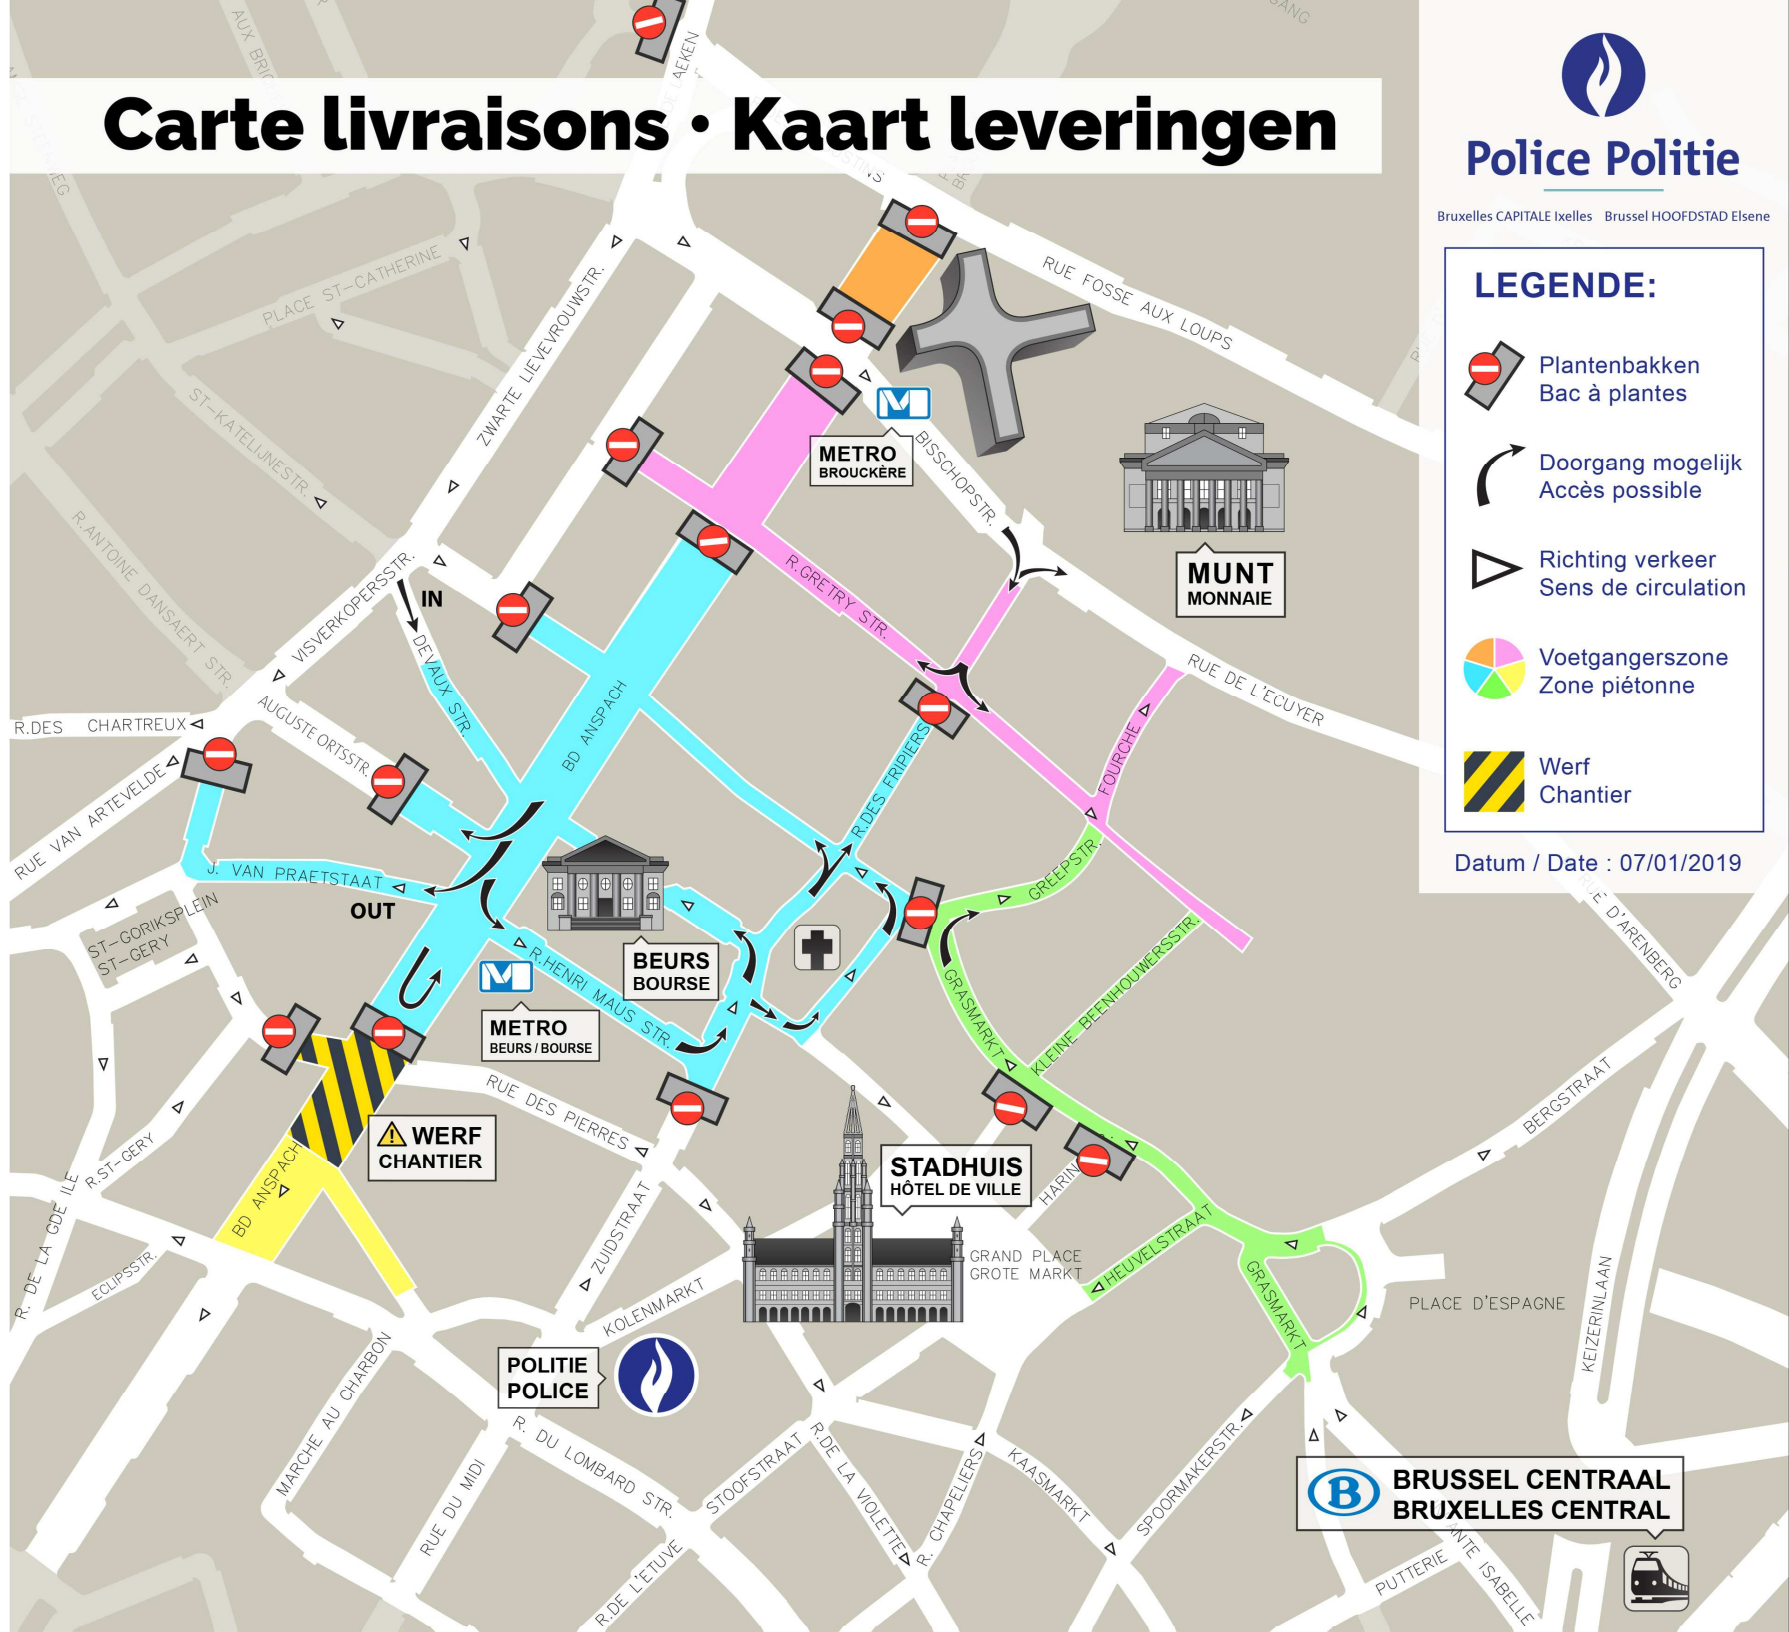 Carte livraisons • Kaart leveringen
Police Politie
Bruxelles CAPITALE Ixelles Brussel HOOFDSTAD Elsene
LEGENDE:
Plantenbakken
Bac à plantes
Doorgang mogelijk
Accès possible
Richting verkeer
Sens de circulation
Voetgangerszone
Zone piétonne
Werf
Chantier
Datum / Date : 07/01/2019
PLACE ST-CATHERINE
ZWARTE LIEVEVROUWSTR.
RUE FOSSE AUX LOUPS
ST-KATELIJNESTR.
METRO
BROUCKÈRE
BISSCHOPSTR.
MUNT
MONNAIE
R.ANTOINE DANSAERT STR.
VISVERKOPERSSTR.
IN
DEVAUX STR.
R.GRETRY STR.
RUE DE L'ECUYER
R.DES CHARTREUX
AUGUSTE ORTSSTR.
BD ANSPACH
FOURCHE
RUE VAN ARTEVELDE
R.DES FRIPIERS
J. VAN PRAETSTAAT
OUT
GREEPSTR.
ST-GORIKSPLEIN
ST-GERY
R.HENRI MAUS STR.
BEURS
BOURSE
METRO
BEURS / BOURSE
GRASMARKT
KLEINE BEENHOUWERSSTR.
RUE D'ARENBERG
RUE DES PIERRES
WERF
CHANTIER
R.ST-GERY
BERGSTRAAT
STADHUIS
HÔTEL DE VILLE
HARIN
BD ANSPACH
R. DE LA GDE ILE
ECLIPSSTR.
ZUIDSTRAAT
KOLENMARKT
GRAND PLACE
GROTE MARKT
HEUVELSTRAAT
GRASMARKT
PLACE D'ESPAGNE
KEIZERINLAAN
POLITIE
POLICE
MARCHE AU CHARBON
R. DU LOMBARD STR.
RUE DU MIDI
STOOFSTRAAT
R.DE LA VIOLETTE
R. CHAPELIERS
KAASMARKT
SPOORMAKERSTR.
R.DE L'ETUVE
B
BRUSSEL CENTRAAL
BRUXELLES CENTRAL
PUTTERIE
ANTE ISABELLE